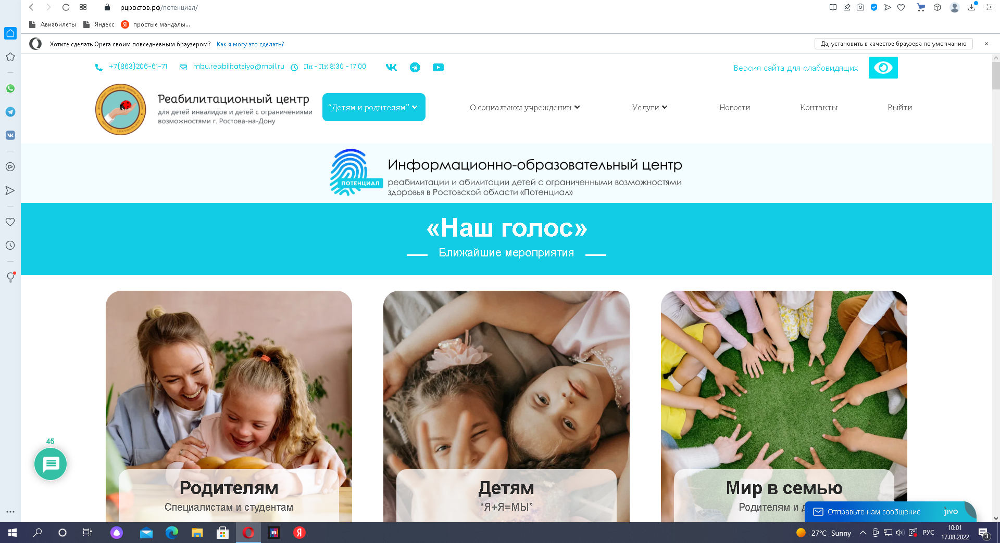 рцростов.рф/потенциал/
Авиабилеты Яндекс простые мандалы...
Хотите сделать Opera своим повседневным браузером? Как я могу это сделать? Да, установить в качестве браузера по умолчанию
+7(863)206-61-71 mbu.reabilitatsiya@mail.ru Пн - Пт: 8:30 - 17:00 Версия сайта для слабовидящих
Реабилитационный центр
для детей инвалидов и детей с ограничениями
возможностями г. Ростова-на-Дону
“Детям и родителям” О социальном учреждении Услуги Новости Контакты Выйти
ПОТЕНЦИАЛ
Информационно-образовательный центр
реабилитации и абилитации детей с ограниченными возможностями
здоровья в Ростовской области «Потенциал»
«Наш голос»
Ближайшие мероприятия
45
Родителям
Специалистам и студентам
Детям
“Я+Я=МЫ”
Мир в семью
Родителям и д
Отправьте нам сообщение jivo
27°C Sunny РУС 10:01
17.08.2022 3